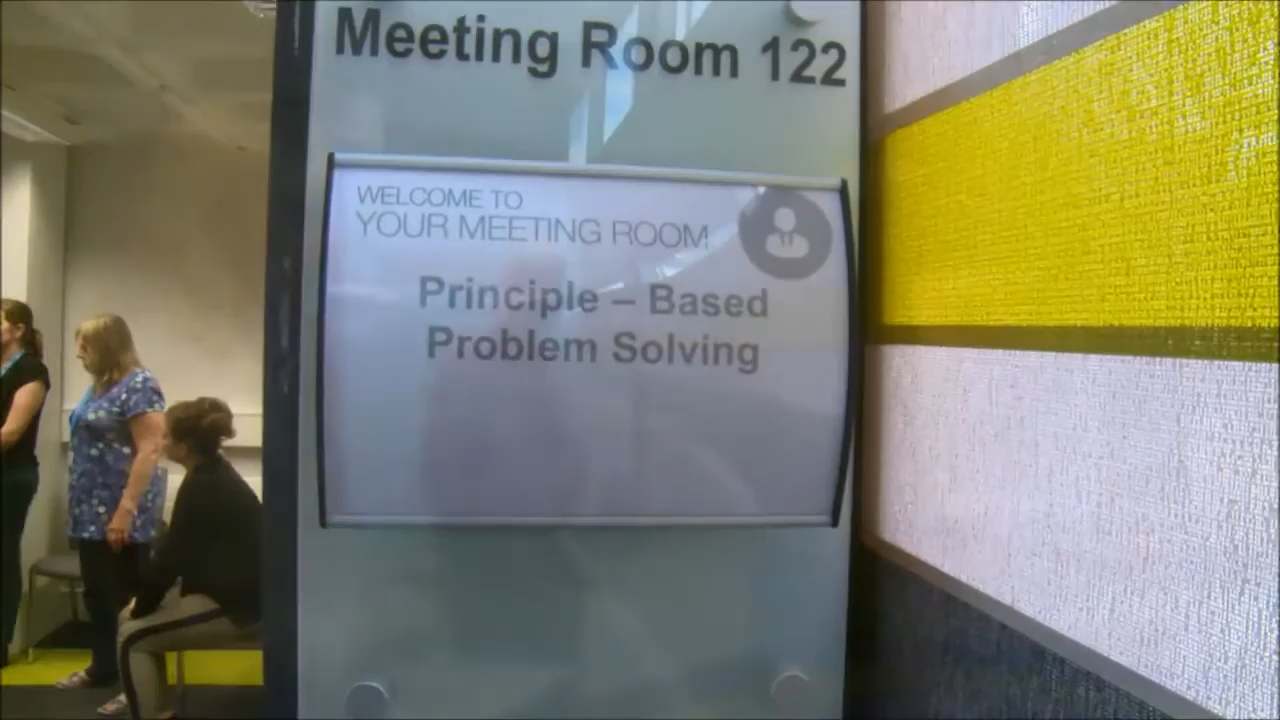 Meeting Room 122
WELCOME TO
YOUR MEETING ROOM
Principle – Based
Problem Solving